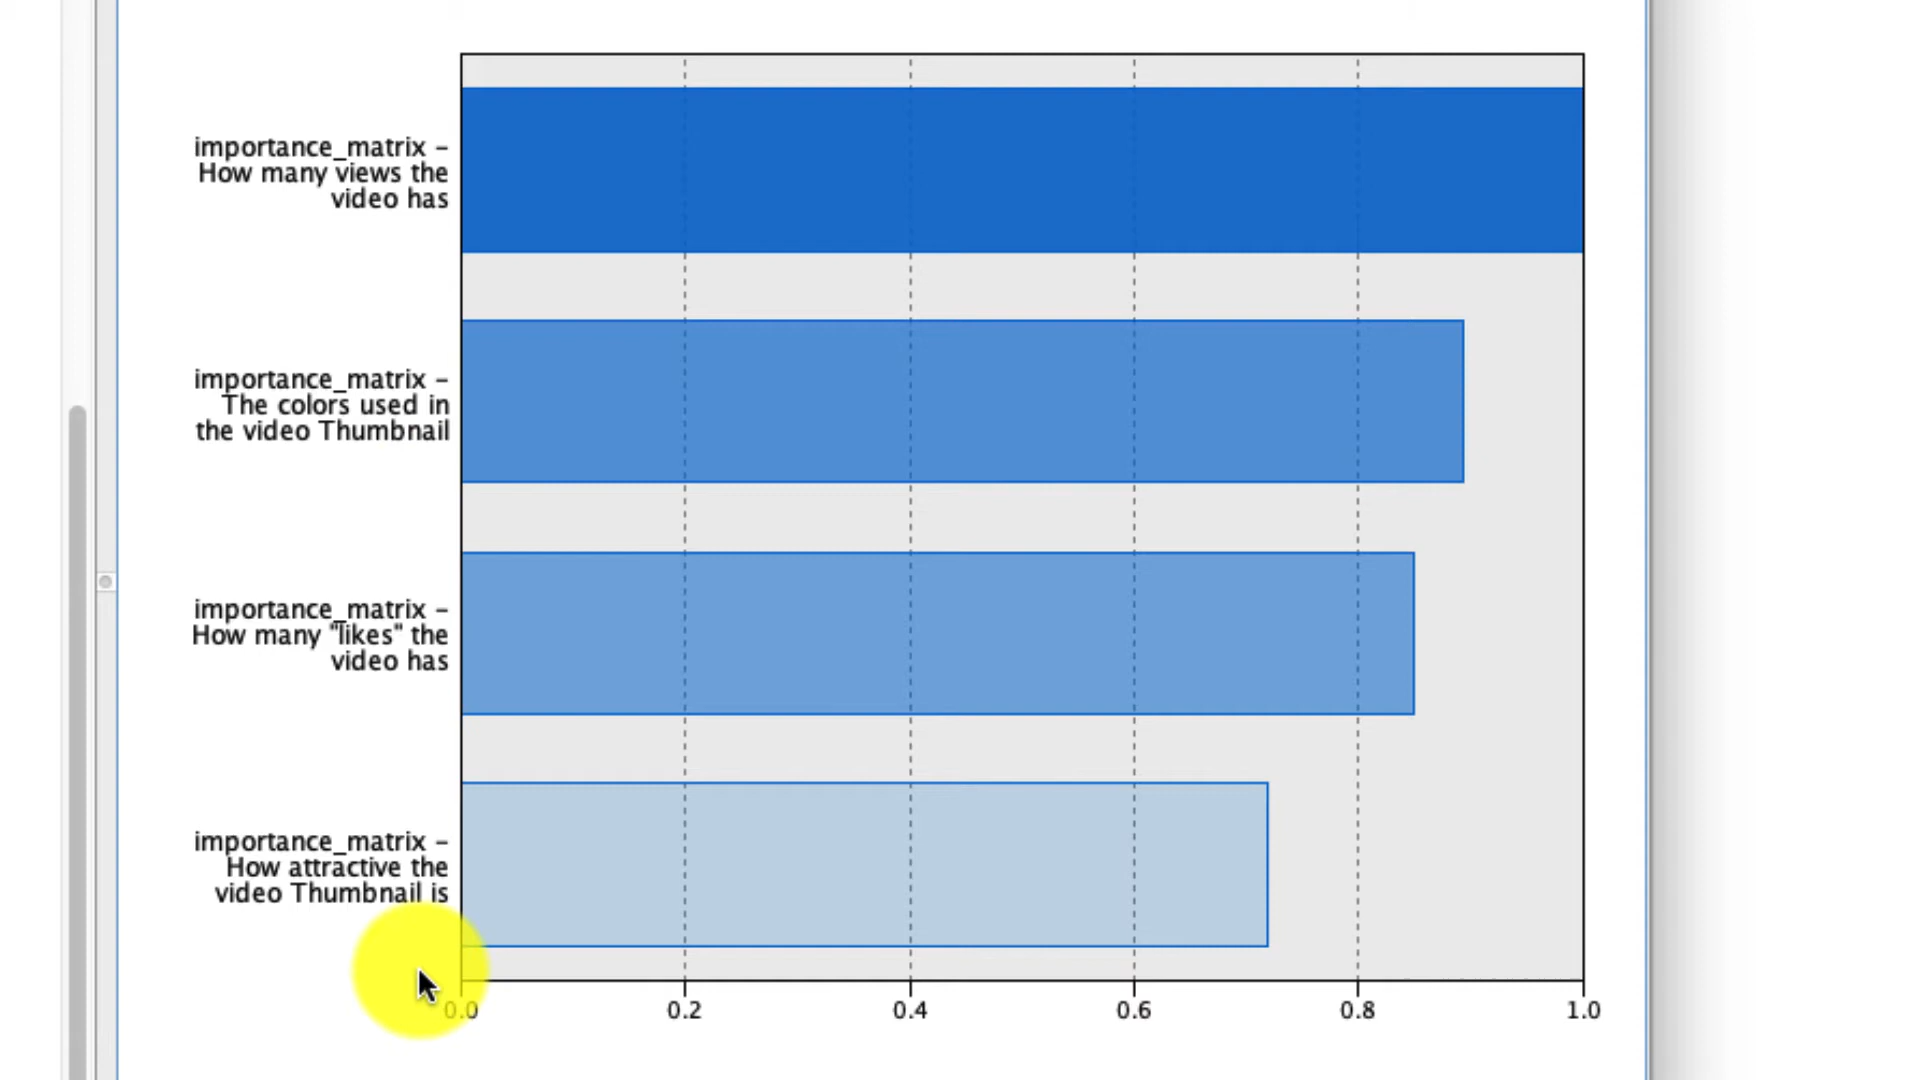 importance_matrix –
How many views the
video has
importance_matrix –
The colors used in
the video Thumbnail
importance_matrix –
How many "likes" the
video has
importance_matrix –
How attractive the
video Thumbnail is
0.0 0.2 0.4 0.6 0.8 1.0